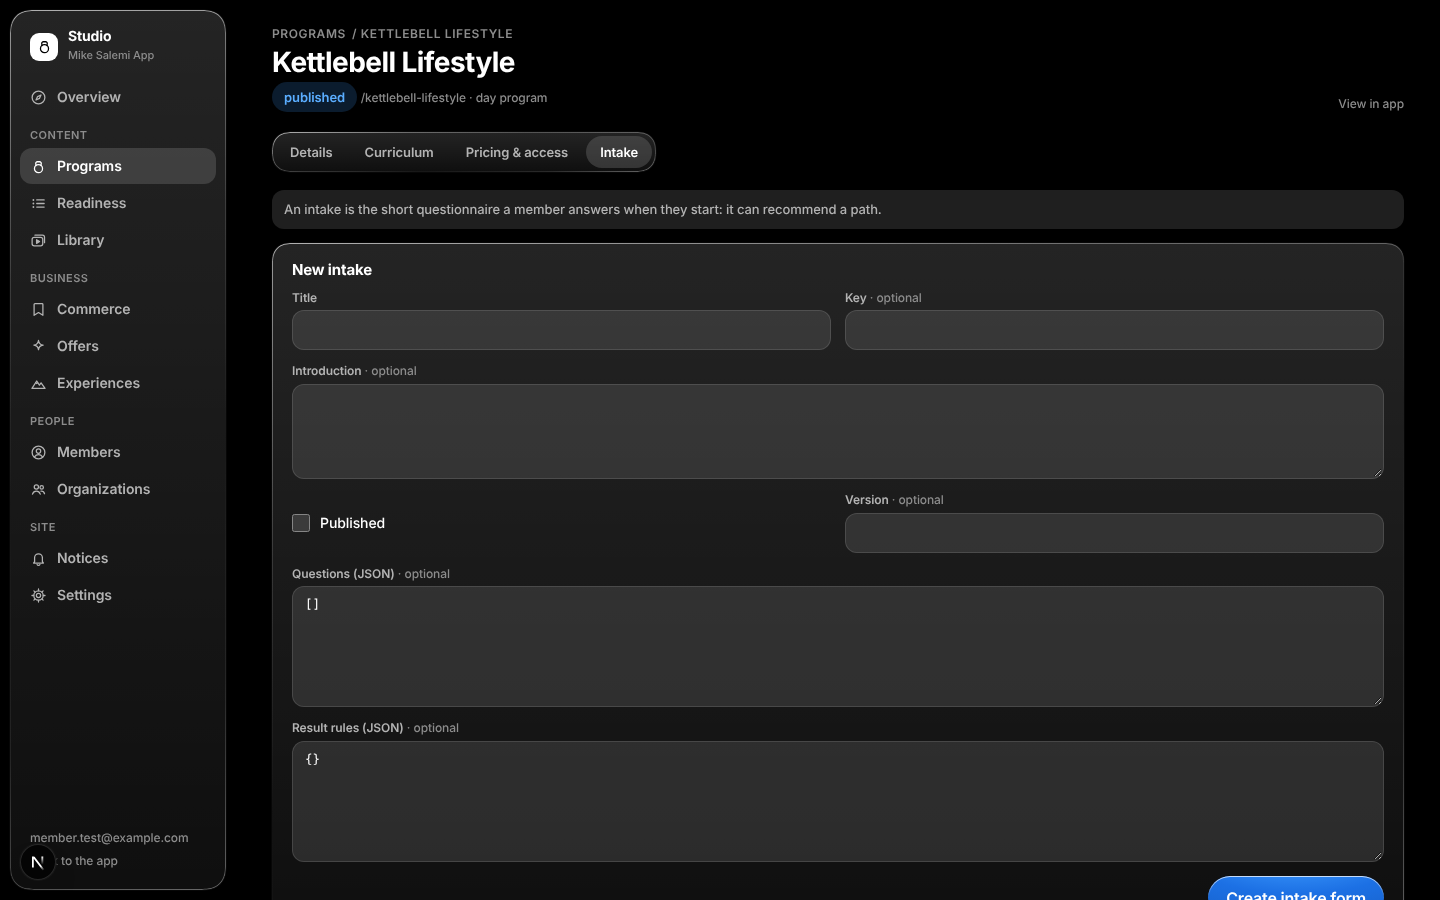 Studio
Mike Salemi App
Overview
CONTENT
Programs
Readiness
Library
BUSINESS
Commerce
Offers
Experiences
PEOPLE
Members
Organizations
SITE
Notices
Settings
member.test@example.com
N
to the app
PROGRAMS / KETTLEBELL LIFESTYLE
Kettlebell Lifestyle
published /kettlebell-lifestyle · day program
View in app
Details Curriculum Pricing & access Intake
An intake is the short questionnaire a member answers when they start: it can recommend a path.
New intake
Title Key · optional
Introduction · optional
Published
Version · optional
Questions (JSON) · optional
[]
Result rules (JSON) · optional
{}
Create intake form